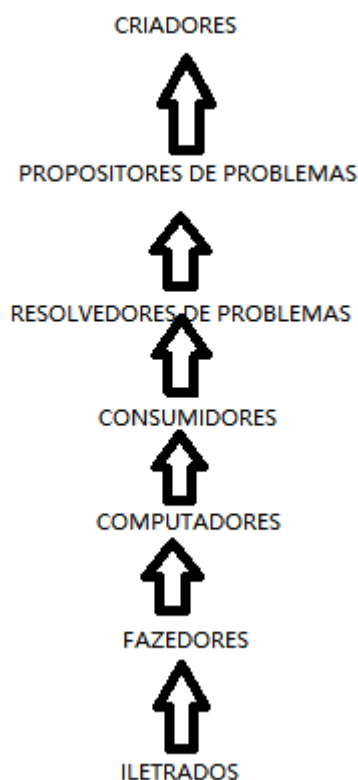 CRIADORES
PROPOSITORES DE PROBLEMAS
RESOLVEDORES DE PROBLEMAS
CONSUMIDORES
COMPUTADORES
FAZEDORES
ILETRADOS